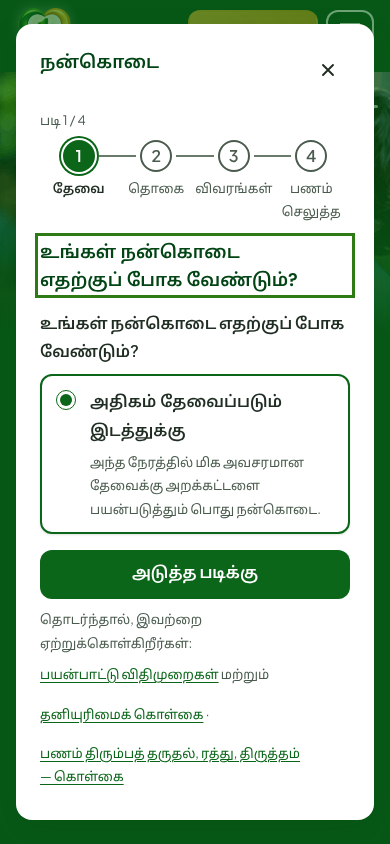 நன்கொடை
படி 1 / 4
1
2
3
4
தேவை
தொகை
விவரங்கள்
பணம்
செலுத்த
உங்கள் நன்கொடை
எதற்குப் போக வேண்டும்?
உங்கள் நன்கொடை எதற்குப் போக
வேண்டும்?
அதிகம் தேவைப்படும்
இடத்துக்கு
அந்த நேரத்தில் மிக அவசரமான
தேவைக்கு அறக்கட்டளை
பயன்படுத்தும் பொது நன்கொடை.
அடுத்த படிக்கு
தொடர்ந்தால், இவற்றை
ஏற்றுக்கொள்கிறீர்கள்:
பயன்பாட்டு விதிமுறைகள் மற்றும்
தனியுரிமைக் கொள்கை ·
பணம் திரும்பத் தருதல், ரத்து, திருத்தம்
— கொள்கை